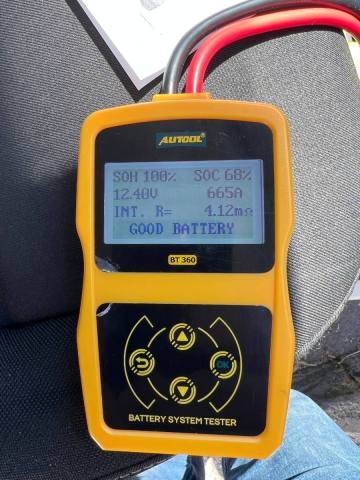 AUTOOL®
SOH 100% SOC 68%
12.40V 665A
INT. R= 4.12mΩ
GOOD BATTERY
BT 360
OK
BATTERY SYSTEM TESTER